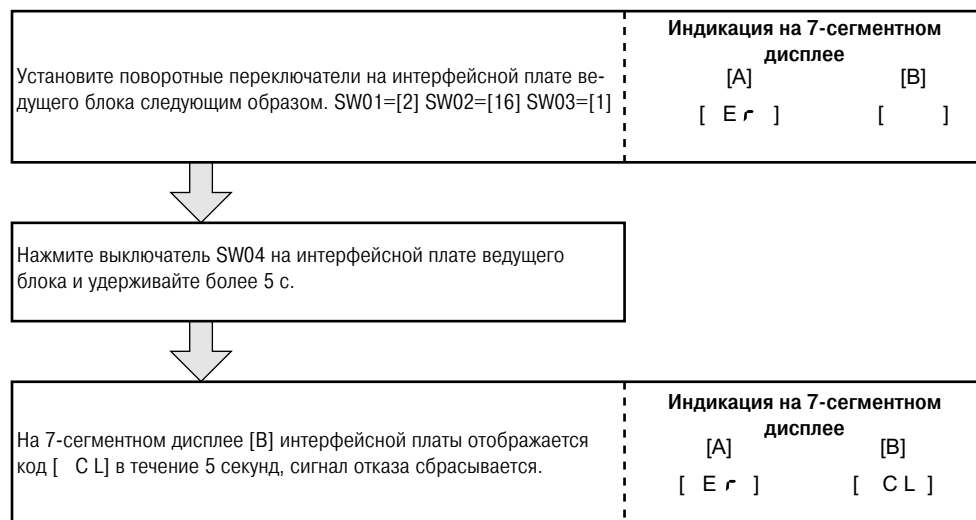 Установите поворотные переключатели на интерфейсной плате ве-
дущего блока следующим образом. SW01=[2] SW02=[16] SW03=[1]
Индикация на 7-сегментном
дисплее
[A] [B]
[ Er ] [ ]
Нажмите выключатель SW04 на интерфейсной плате ведущего
блока и удерживайте более 5 с.
На 7-сегментном дисплее [B] интерфейсной платы отображается
код [ C L] в течение 5 секунд, сигнал отказа сбрасывается.
Индикация на 7-сегментном
дисплее
[A] [B]
[ Er ] [ CL ]